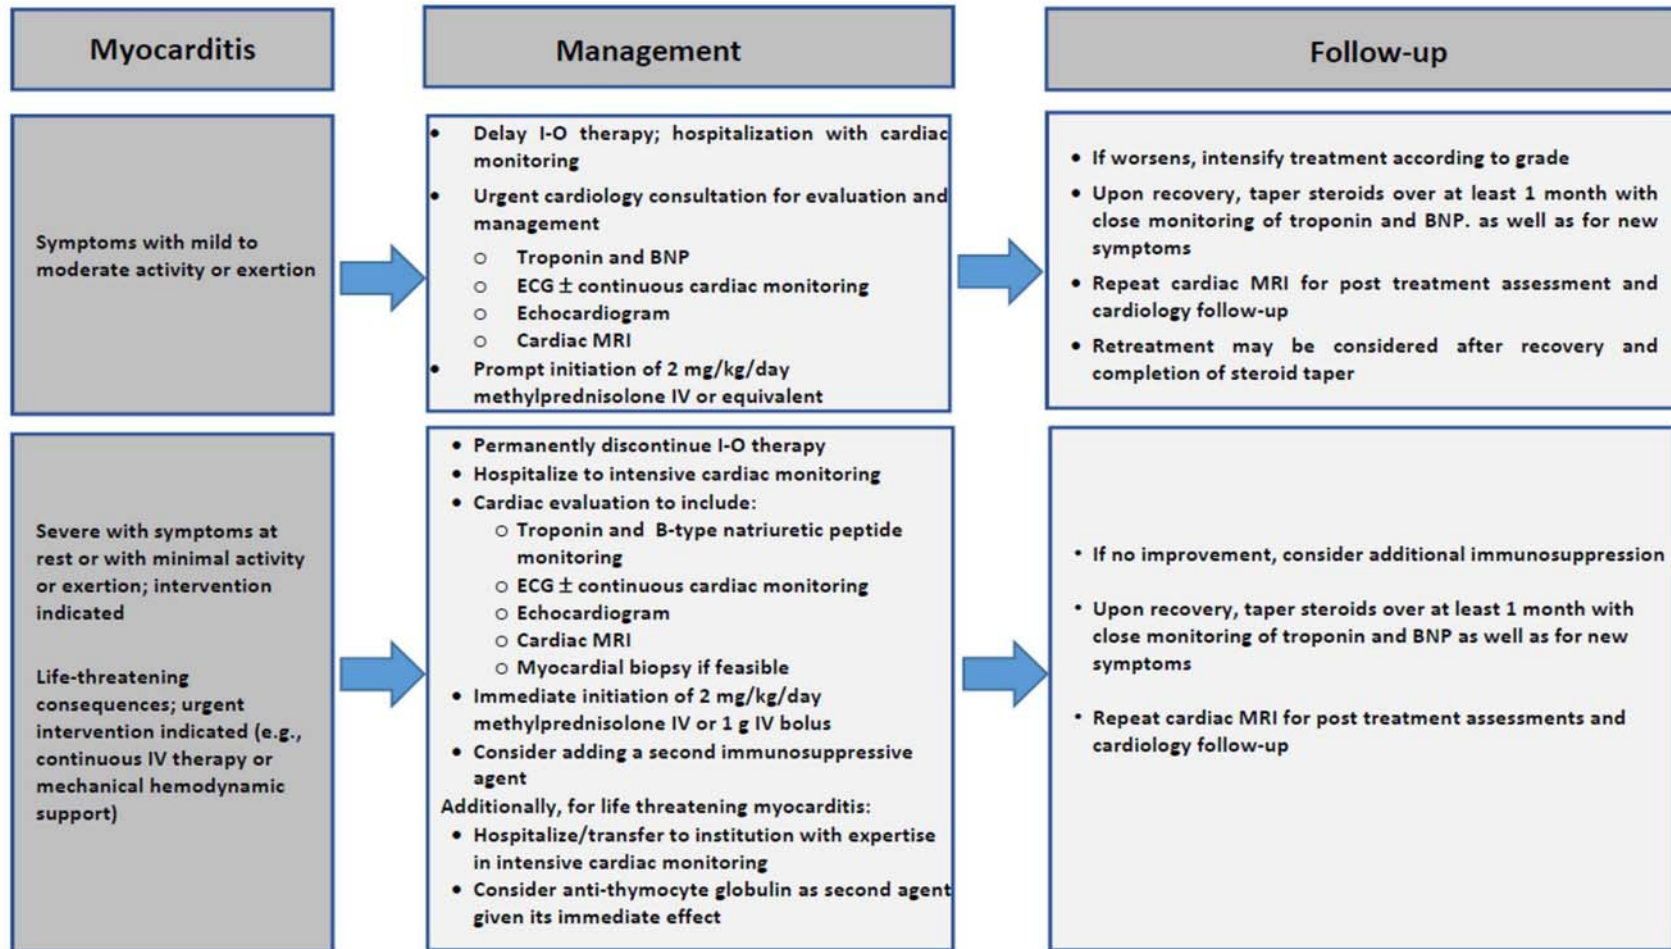 Myocarditis
Management
Follow-up
Symptoms with mild to
moderate activity or exertion
• Delay I-O therapy; hospitalization with cardiac
monitoring
• Urgent cardiology consultation for evaluation and
management
o Troponin and BNP
o ECG ± continuous cardiac monitoring
o Echocardiogram
o Cardiac MRI
• Prompt initiation of 2 mg/kg/day
methylprednisolone IV or equivalent
• If worsens, intensify treatment according to grade
• Upon recovery, taper steroids over at least 1 month with
close monitoring of troponin and BNP. as well as for new
symptoms
• Repeat cardiac MRI for post treatment assessment and
cardiology follow-up
• Retreatment may be considered after recovery and
completion of steroid taper
Severe with symptoms at
rest or with minimal activity
or exertion; intervention
indicated
Life-threatening
consequences; urgent
intervention indicated (e.g.,
continuous IV therapy or
mechanical hemodynamic
support)
• Permanently discontinue I-O therapy
• Hospitalize to intensive cardiac monitoring
• Cardiac evaluation to include:
o Troponin and B-type natriuretic peptide
monitoring
o ECG ± continuous cardiac monitoring
o Echocardiogram
o Cardiac MRI
o Myocardial biopsy if feasible
• Immediate initiation of 2 mg/kg/day
methylprednisolone IV or 1 g IV bolus
• Consider adding a second immunosuppressive
agent
Additionally, for life threatening myocarditis:
• Hospitalize/transfer to institution with expertise
in intensive cardiac monitoring
• Consider anti-thymocyte globulin as second agent
given its immediate effect
• If no improvement, consider additional immunosuppression
• Upon recovery, taper steroids over at least 1 month with
close monitoring of troponin and BNP as well as for new
symptoms
• Repeat cardiac MRI for post treatment assessments and
cardiology follow-up